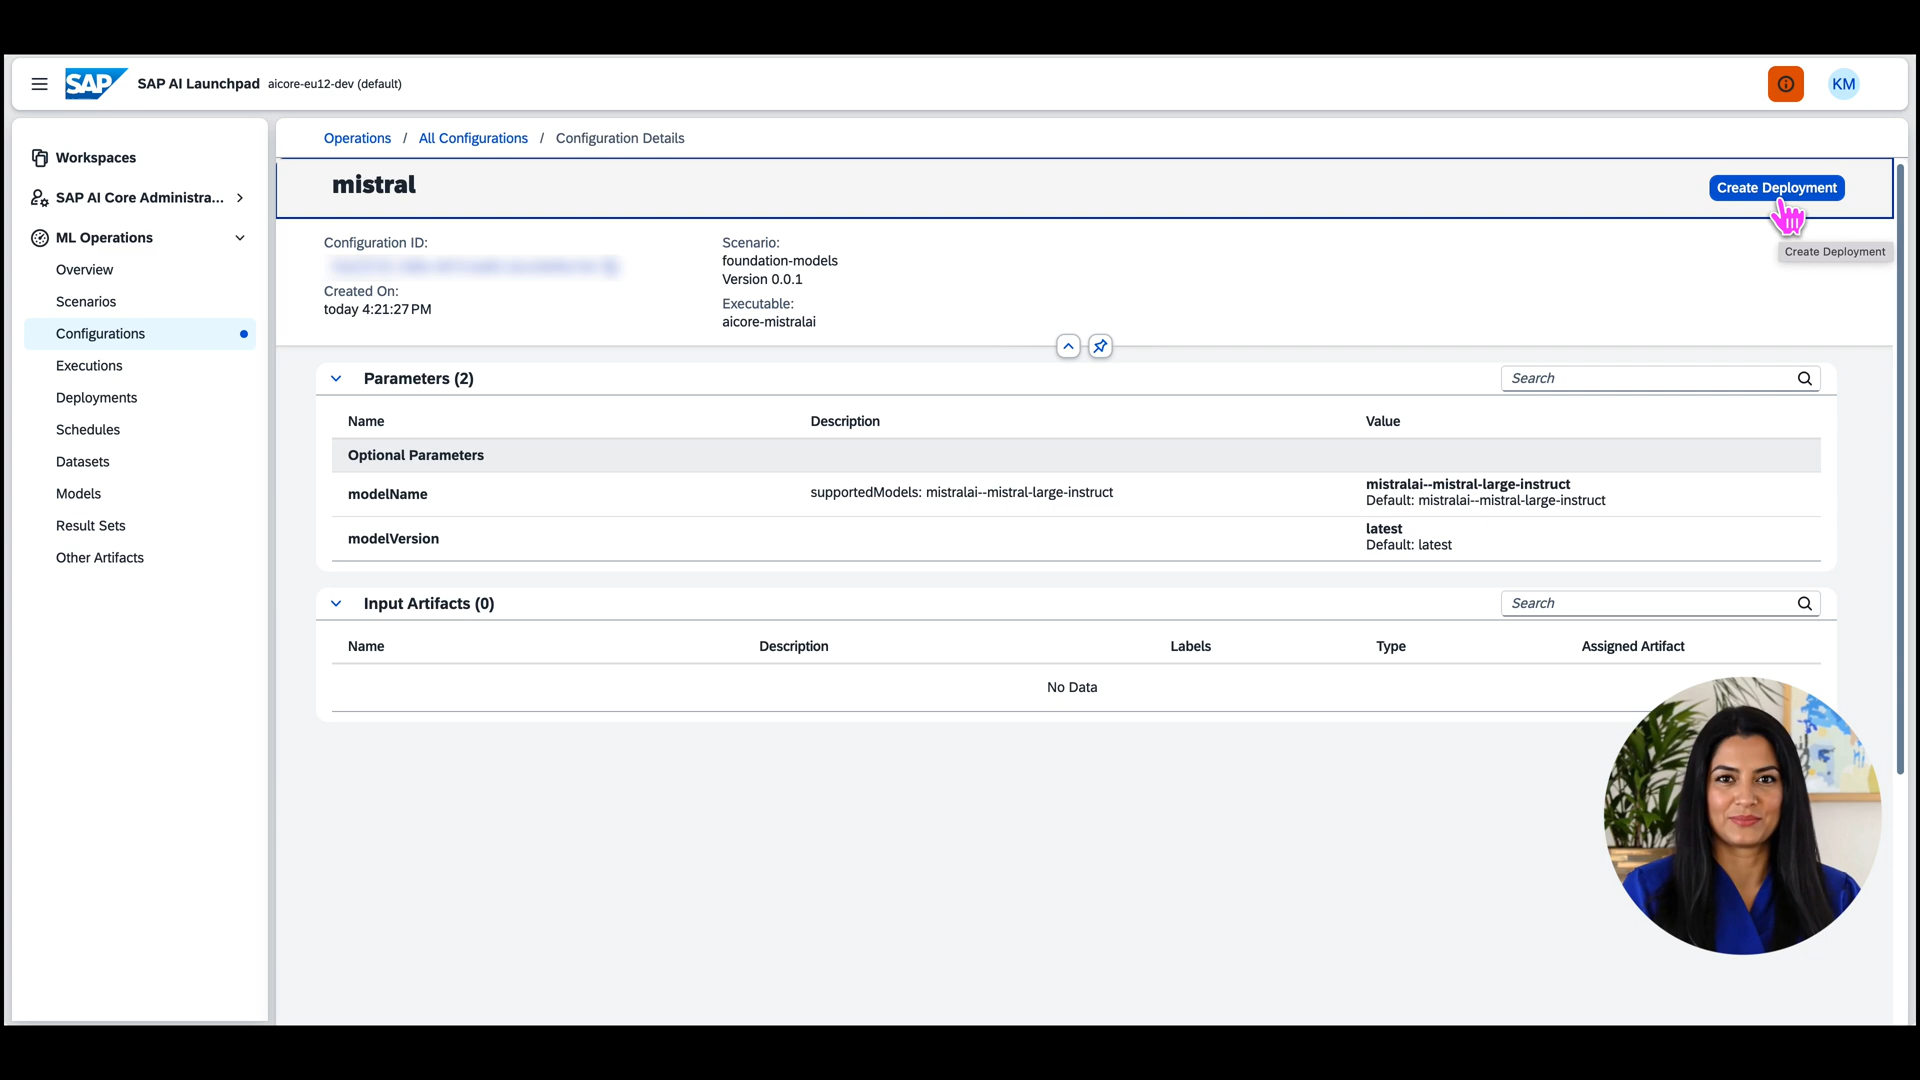 SAP
SAP AI Launchpad
aicore-eu12-dev (default)
KM
Workspaces
SAP AI Core Administra...
ML Operations
Overview
Scenarios
Configurations
Executions
Deployments
Schedules
Datasets
Models
Result Sets
Other Artifacts
Operations / All Configurations / Configuration Details
mistral
Create Deployment
Create Deployment
Configuration ID:
Created On:
today 4:21:27 PM
Scenario:
foundation-models
Version 0.0.1
Executable:
aicore-mistralai
Parameters (2)
Search
Name Description Value
Optional Parameters
modelName
supportedModels: mistralai--mistral-large-instruct
mistralai--mistral-large-instruct
Default: mistralai--mistral-large-instruct
modelVersion
latest
Default: latest
Input Artifacts (0)
Search
Name Description Labels Type Assigned Artifact
No Data